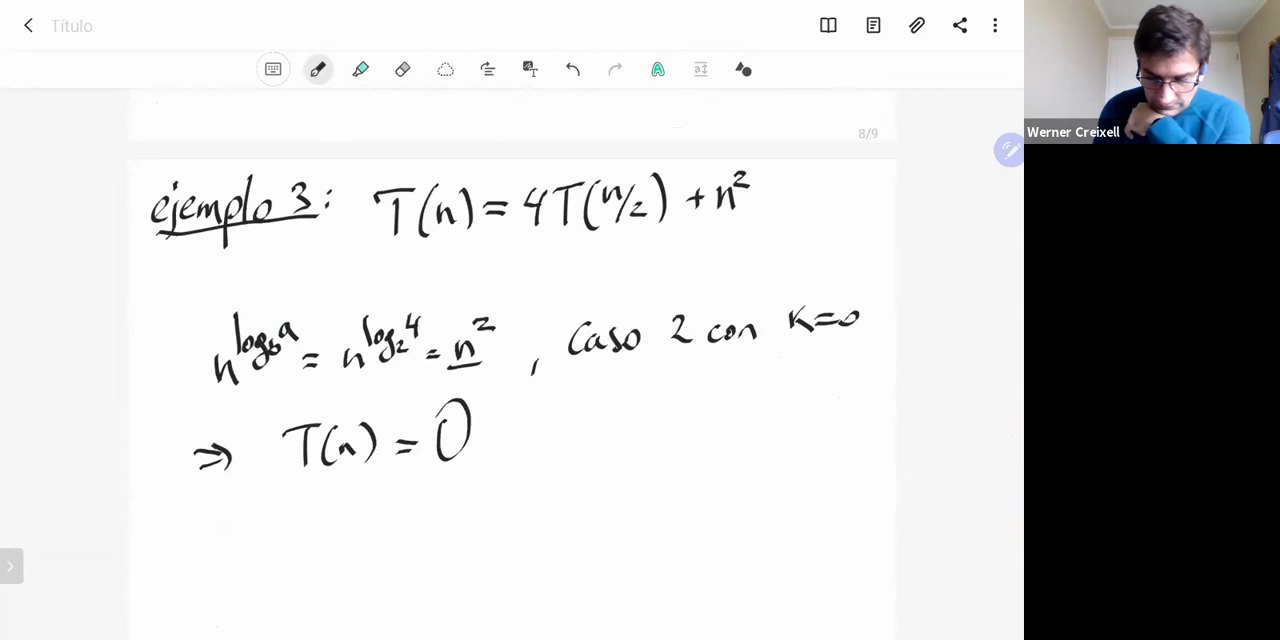 Título
Werner Creixell
8/9
ejemplo 3: T(n) = 4T(n/2) + n²
n^log_b a = n^log_2 4 = n², Caso 2 con K=0
⇒ T(n) = O